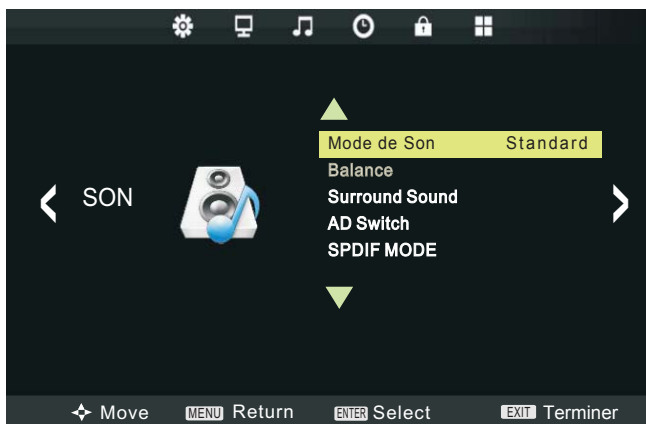 Mode de Son Standard
Balance
SON
Surround Sound
AD Switch
SPDIF MODE
Move MENU Return ENTER Select EXIT Terminer